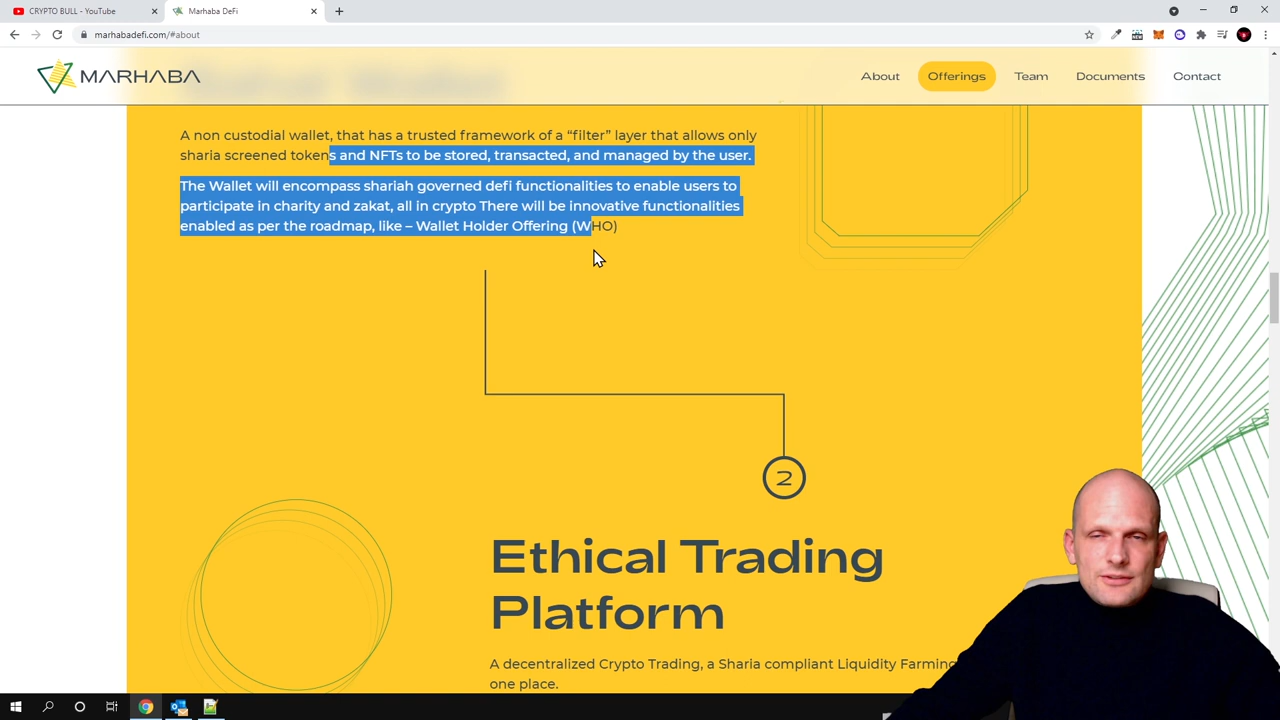 CRYPTO BULL - YouTube
Marhaba DeFi
marhabadefi.com/#about
MARHABA
About
Offerings
Team
Documents
Contact
A non custodial wallet, that has a trusted framework of a “filter” layer that allows only
sharia screened tokens and NFTs to be stored, transacted, and managed by the user.
The Wallet will encompass shariah governed defi functionalities to enable users to
participate in charity and zakat, all in crypto There will be innovative functionalities
enabled as per the roadmap, like – Wallet Holder Offering (WHO)
2
Ethical Trading
Platform
A decentralized Crypto Trading, a Sharia compliant Liquidity Farming
one place.